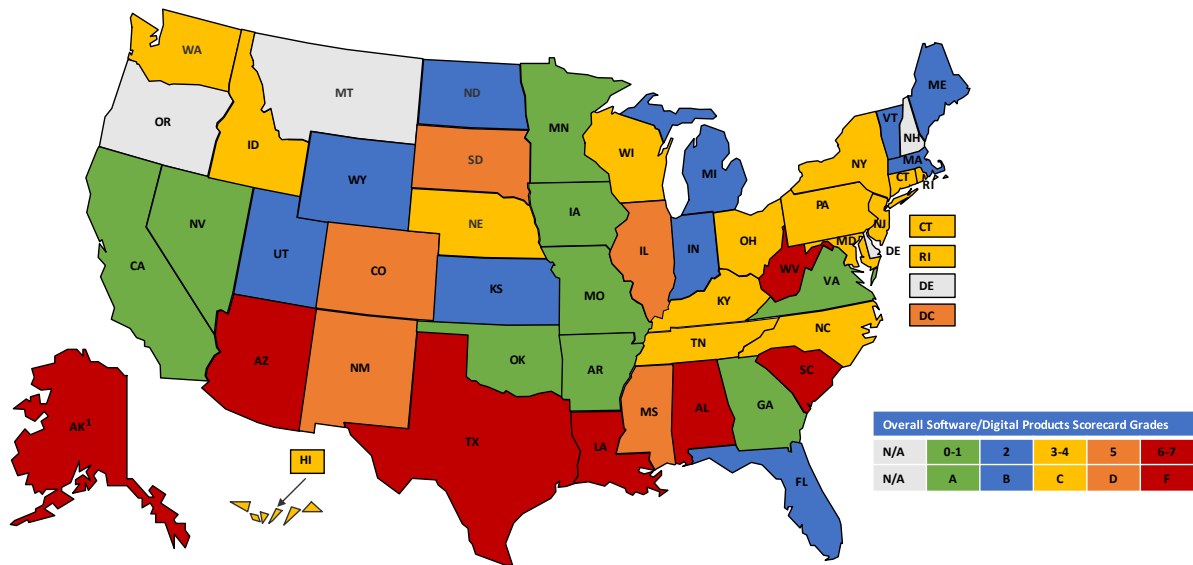 WA
MT
ND
ME
OR
MN
VT
NH
ID
SD
WI
NY
MA
WY
MI
CT
RI
NE
IA
PA
NV
NJ
CT
UT
IL
IN
OH
MD
DE
RI
CA
CO
KS
MO
WV
VA
DE
KY
DC
NC
TN
AZ
NM
OK
AR
SC
MS
AL
GA
AK1
TX
LA
HI
FL
Overall Software/Digital Products Scorecard Grades
N/A 0-1 2 3-4 5 6-7
N/A A B C D F